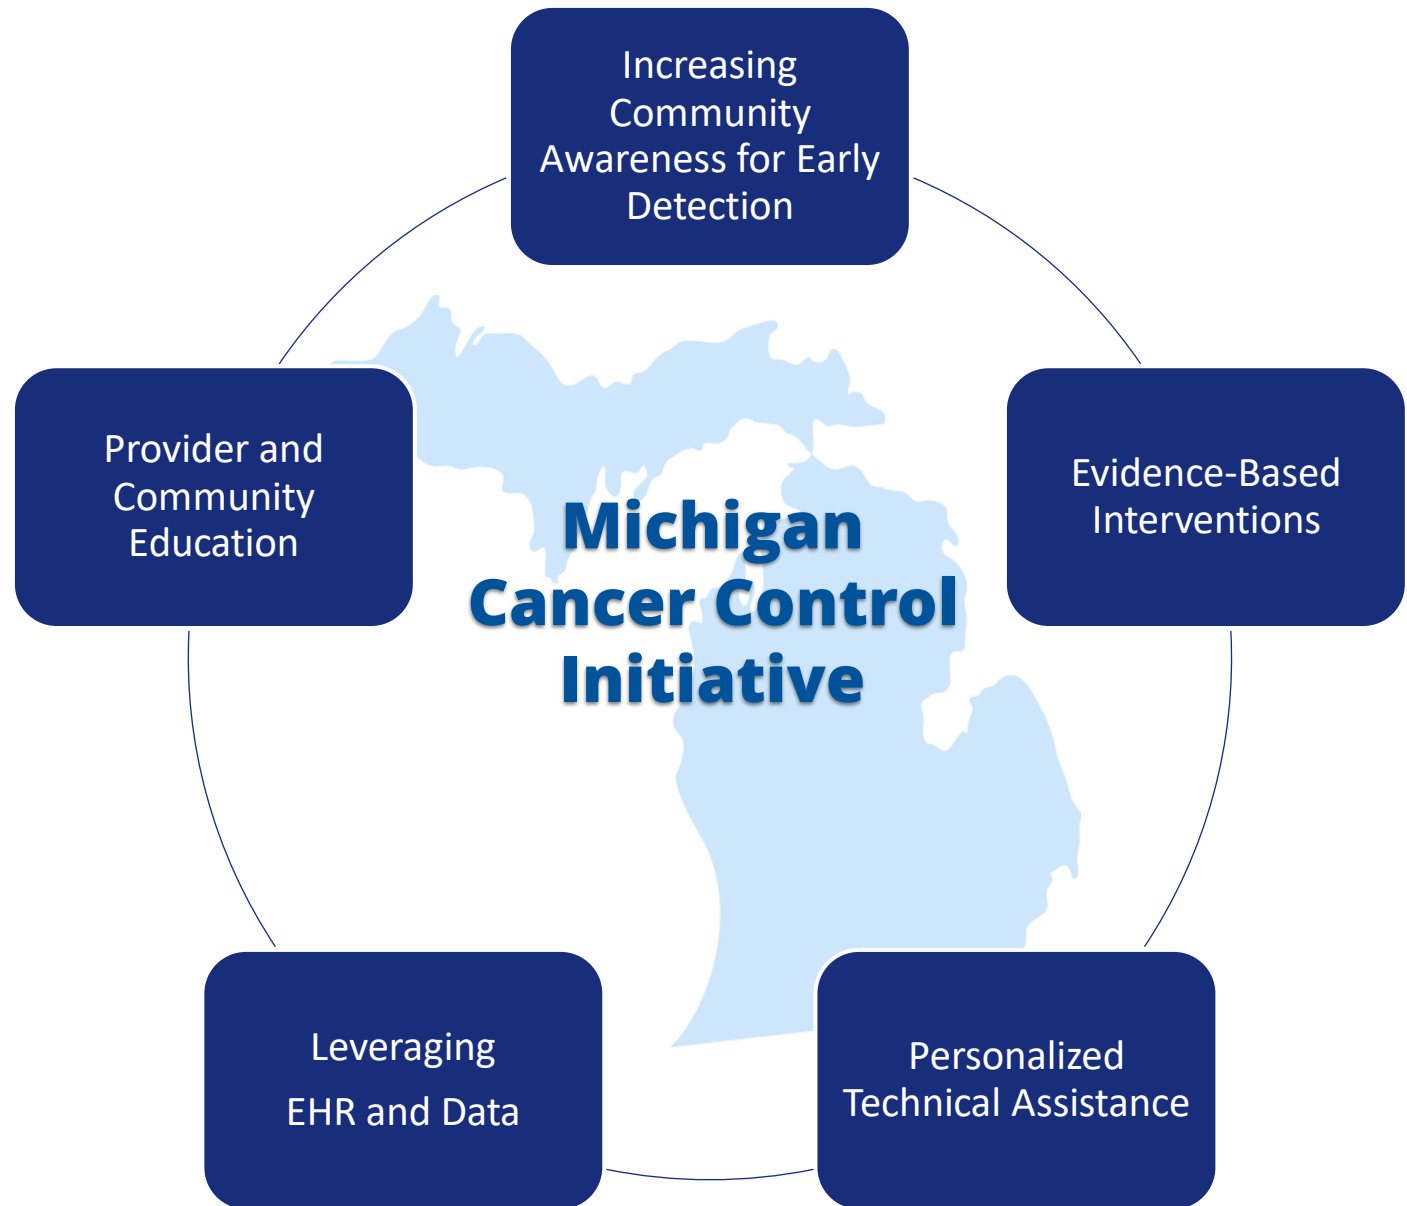 Increasing
Community
Awareness for Early
Detection
Provider and
Community
Education
Evidence-Based
Interventions
Michigan
Cancer Control
Initiative
Leveraging
EHR and Data
Personalized
Technical Assistance